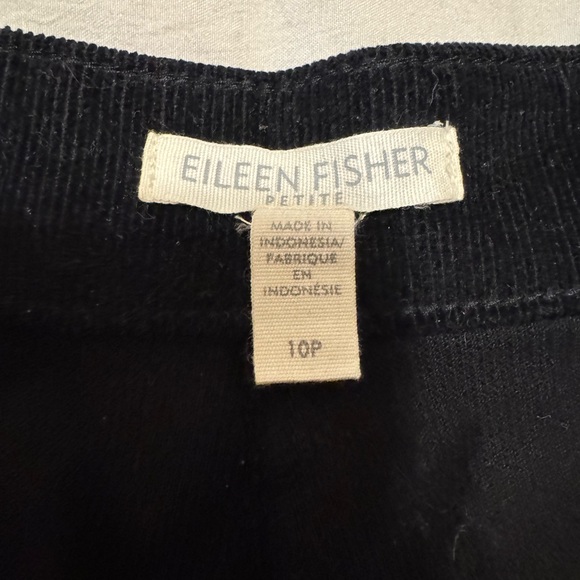 EILEEN FISHER
PETITE
MADE IN
INDONESIA/
FABRIQUE
EN
INDONÉSIE
10P